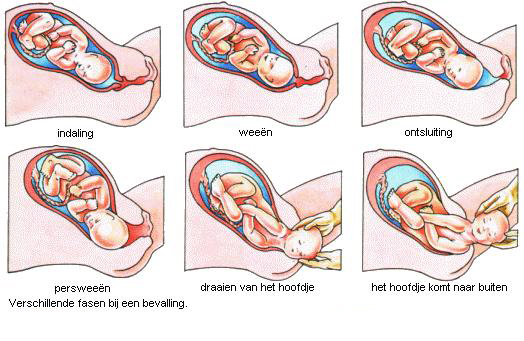 indaling
weeën
ontsluiting
persweeën
draaien van het hoofdje
het hoofdje komt naar buiten
Verschillende fasen bij een bevalling.